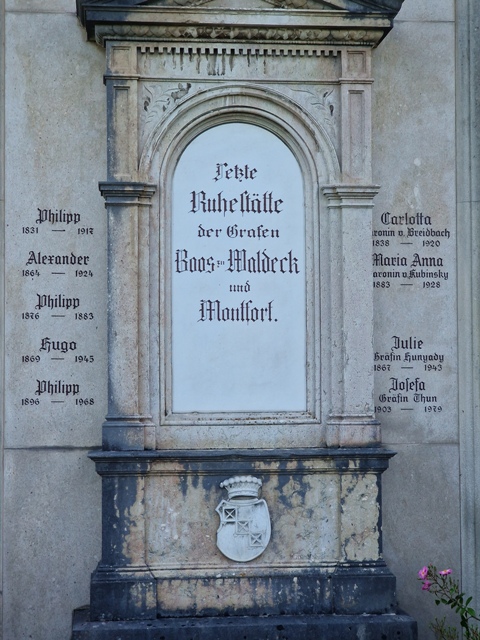 Letzte
Ruhestätte
der Grafen
Boos zu Waldeck
und
Montfort.
Philipp
1831 — 1917
Alexander
1864 — 1924
Philipp
1876 — 1883
Hugo
1869 — 1945
Philipp
1896 — 1968
Carlotta
aronin v. Breidbach
1838 — 1920
Maria Anna
aronin v. Kubinsky
1883 — 1928
Julie
Gräfin Hunyady
1867 — 1943
Josefa
Gräfin Thun
1903 — 1979